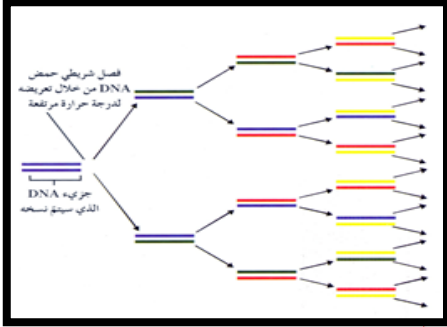 فصل شريطي حمض
DNA من خلال تعريضه
لدرجة حرارة مرتفعة
جزيء DNA
الذي سيتم نسخه